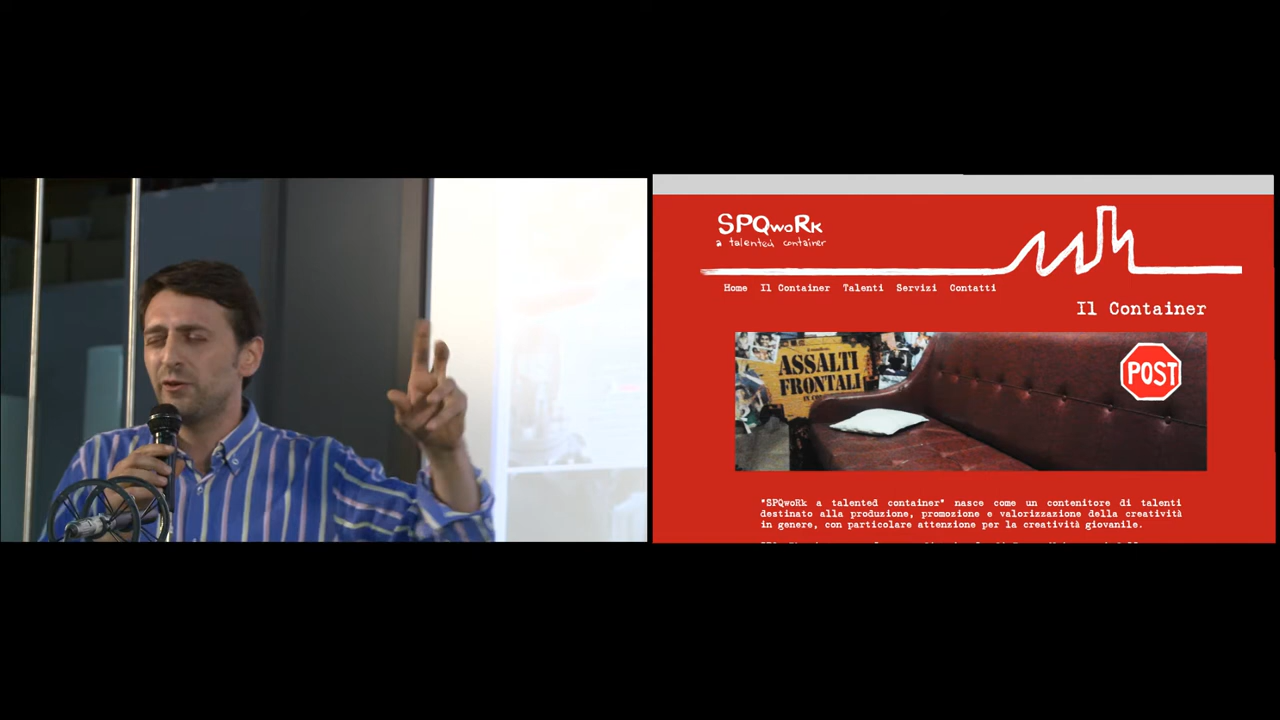 SPQwoRk
a talented container
Home Il Container Talenti Servizi Contatti
Il Container
ASSALTI
FRONTALI
POST
"SPQwoRk a talented container" nasce come un contenitore di talenti
destinato alla produzione, promozione e valorizzazione della creatività
in genere, con particolare attenzione per la creatività giovanile.